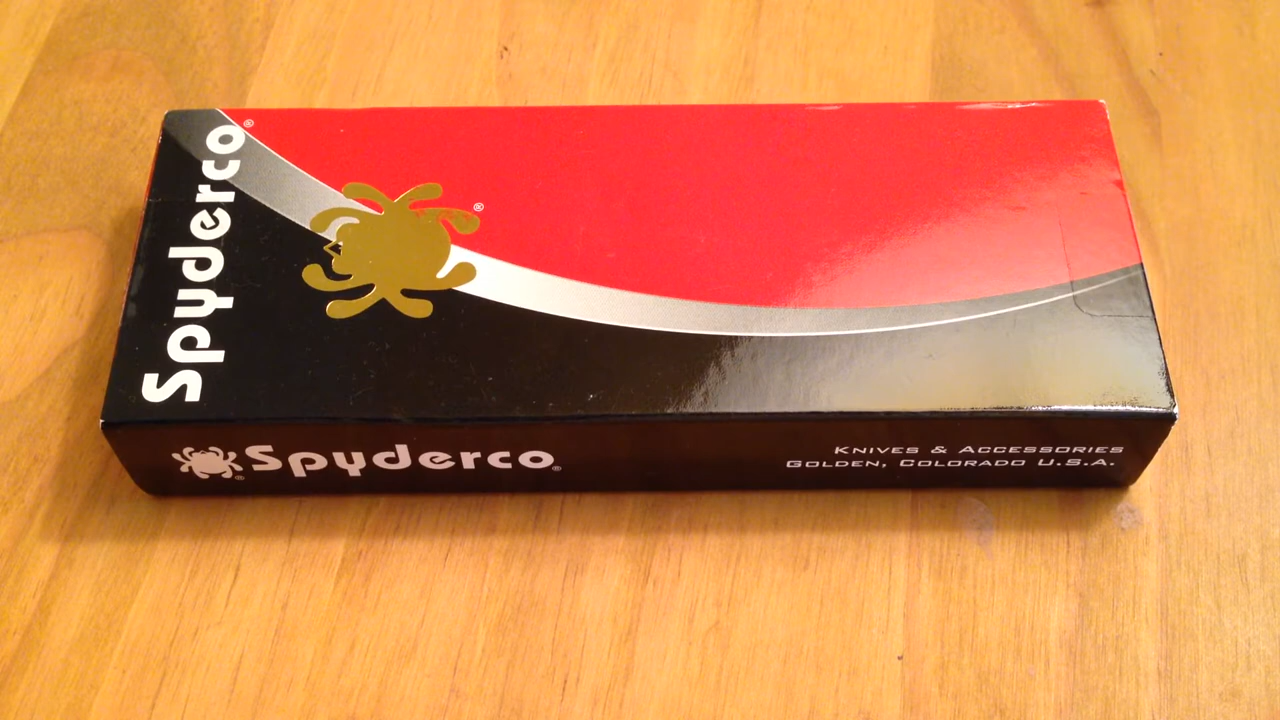 Spyderco®
®
Spyderco®
®
Knives & Accessories
Golden, Colorado U.S.A.